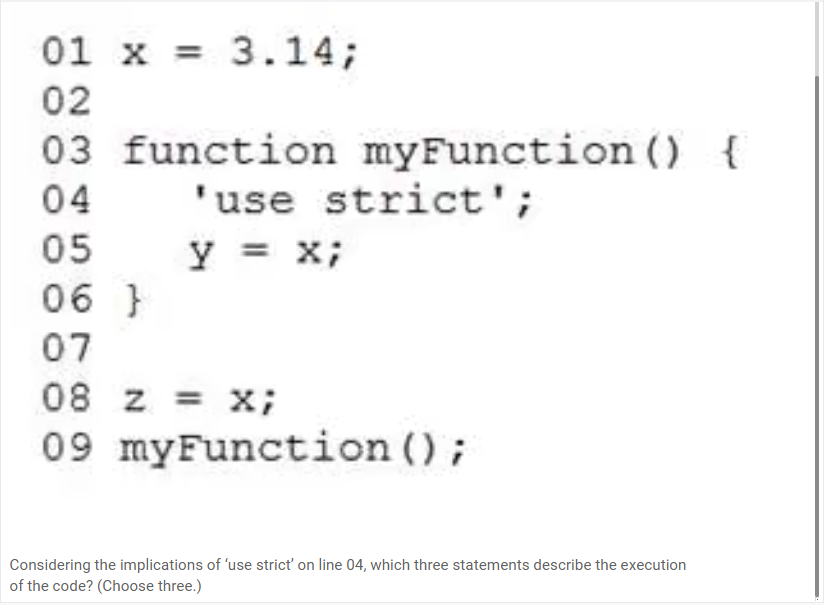 01 x = 3.14;
02
03 function myFunction() {
04 'use strict';
05 y = x;
06 }
07
08 z = x;
09 myFunction();
Considering the implications of ‘use strict’ on line 04, which three statements describe the execution
of the code? (Choose three.)